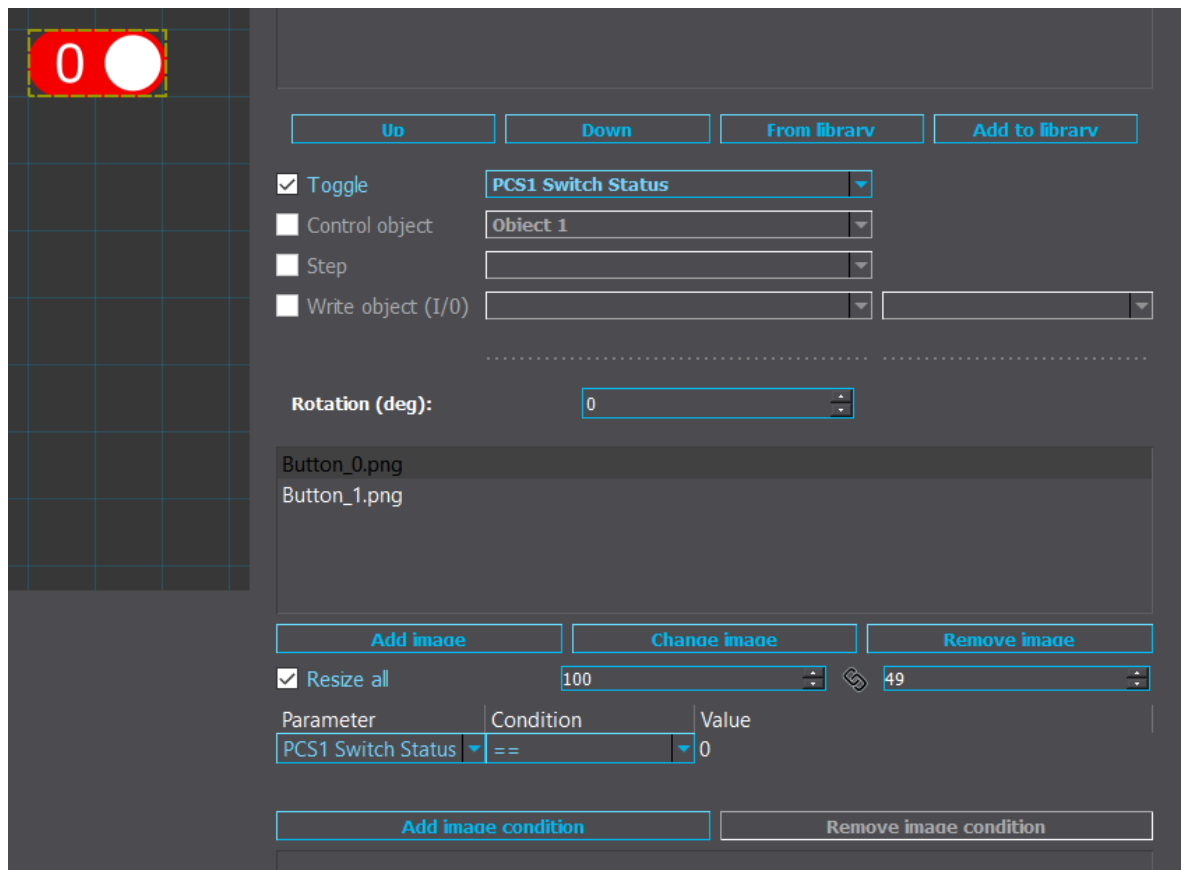 0
Up Down From library Add to library
Toggle PCS1 Switch Status
Control object Object 1
Step
Write object (I/0)
Rotation (deg): 0
Button_0.png
Button_1.png
Add image Change image Remove image
Resize all 100 49
Parameter Condition Value
PCS1 Switch Status == 0
Add image condition Remove image condition